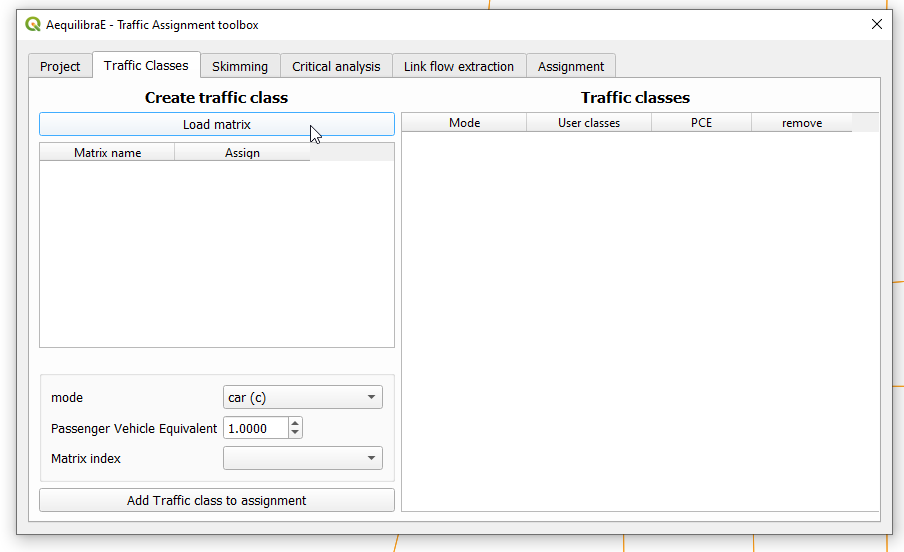 AequilibraE - Traffic Assignment toolbox
Project Traffic Classes Skimming Critical analysis Link flow extraction Assignment
Create traffic class
Load matrix
Matrix name Assign
mode car (c)
Passenger Vehicle Equivalent 1.0000
Matrix index
Add Traffic class to assignment
Traffic classes
Mode User classes PCE remove